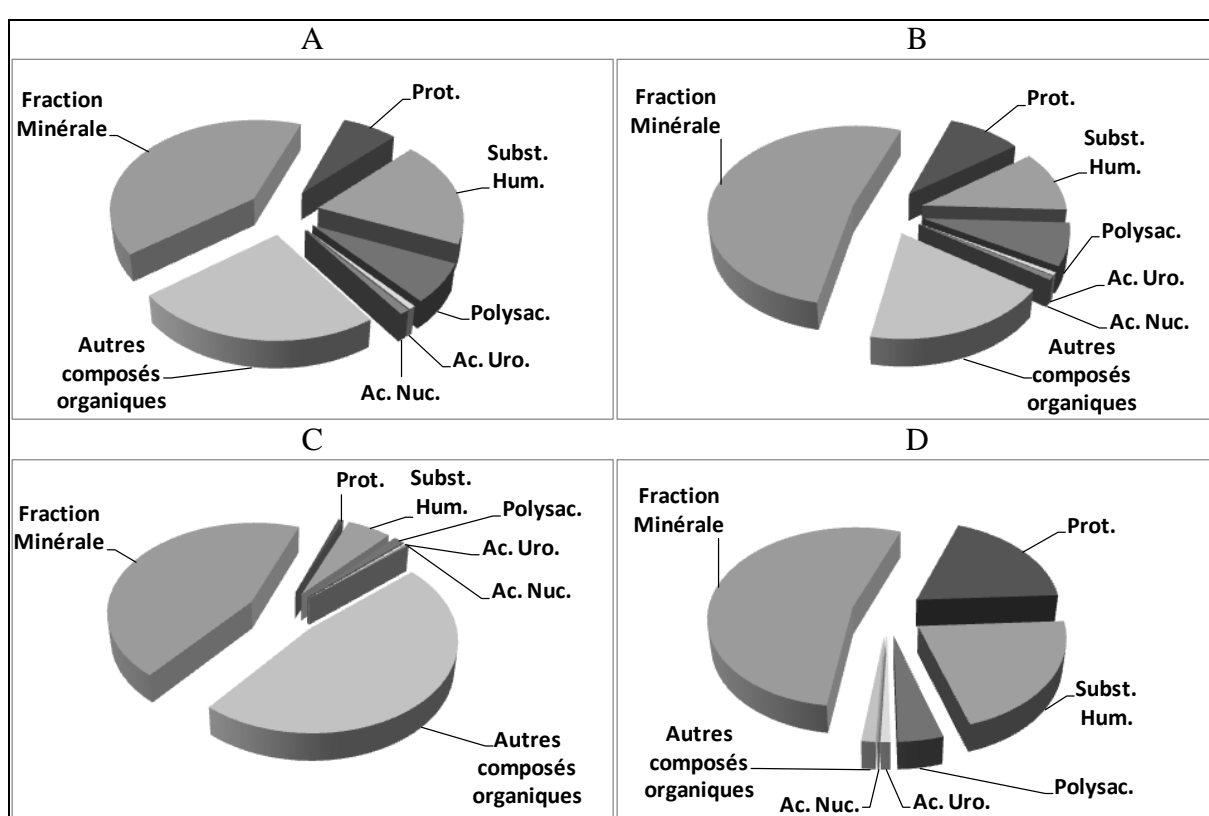 A
Fraction
Minérale
Prot.
Subst.
Hum.
Polysac.
Ac. Uro.
Ac. Nuc.
Autres
composés
organiques
B
Fraction
Minérale
Prot.
Subst.
Hum.
Polysac.
Ac. Uro.
Ac. Nuc.
Autres
composés
organiques
C
Fraction
Minérale
Prot.
Subst.
Hum.
Polysac.
Ac. Uro.
Ac. Nuc.
Autres
composés
organiques
D
Fraction
Minérale
Prot.
Subst.
Hum.
Polysac.
Ac. Uro.
Ac. Nuc.
Autres
composés
organiques